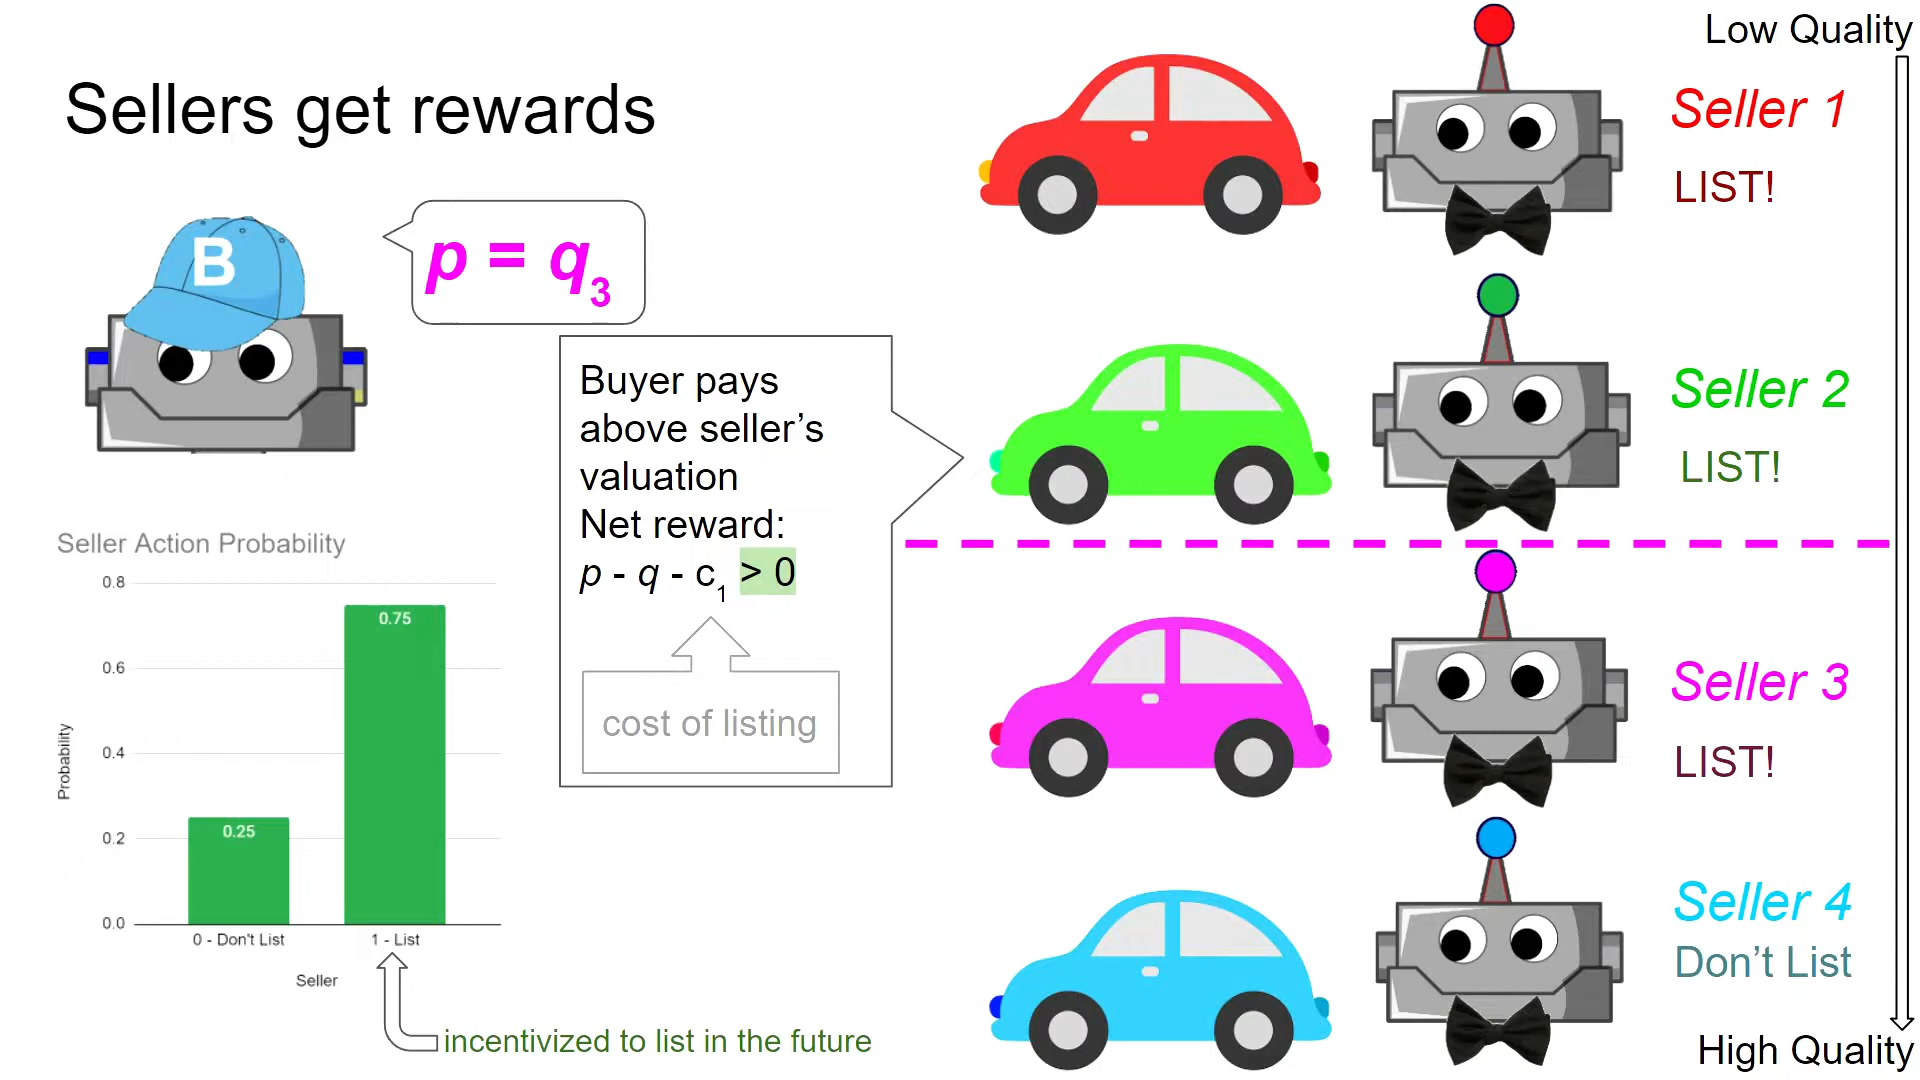 Sellers get rewards
B
p = q3
Buyer pays
above seller’s
valuation
Net reward:
p - q - c1 > 0
cost of listing
Seller Action Probability
0.8
0.6
0.4
0.2
0.0
Probability
0.25
0.75
0 - Don't List
1 - List
Seller
incentivized to list in the future
Low Quality
Seller 1
LIST!
Seller 2
LIST!
Seller 3
LIST!
Seller 4
Don’t List
High Quality